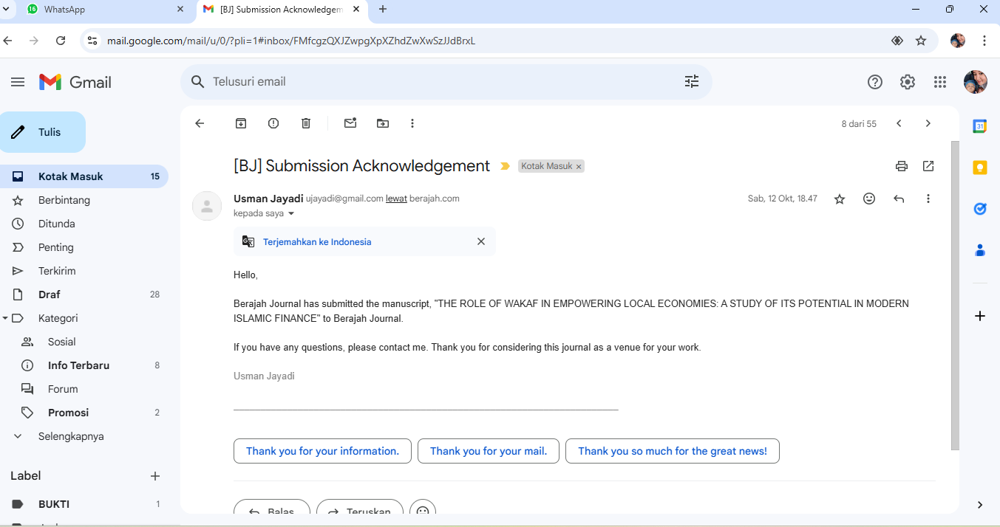 WhatsApp
[BJ] Submission Acknowledgem
mail.google.com/mail/u/0/?pli=1#inbox/FMfcgzQXJZwpgXpXZhdZwXwSzJJdBrxL
Gmail
Telusuri email
Tulis
8 dari 55
[BJ] Submission Acknowledgement
Kotak Masuk ×
Kotak Masuk 15
Berbintang
Ditunda
Penting
Terkirim
Draf 28
Kategori
Sosial
Info Terbaru 8
Forum
Promosi 2
Selengkapnya
Label
BUKTI 1
Usman Jayadi ujayadi@gmail.com lewat berajah.com
Sab, 12 Okt, 18.47
kepada saya
Terjemahkan ke Indonesia
Hello,
Berajah Journal has submitted the manuscript, "THE ROLE OF WAKAF IN EMPOWERING LOCAL ECONOMIES: A STUDY OF ITS POTENTIAL IN MODERN
ISLAMIC FINANCE" to Berajah Journal.
If you have any questions, please contact me. Thank you for considering this journal as a venue for your work.
Usman Jayadi
Thank you for your information.
Thank you for your mail.
Thank you so much for the great news!
Balas
Teruskan
31